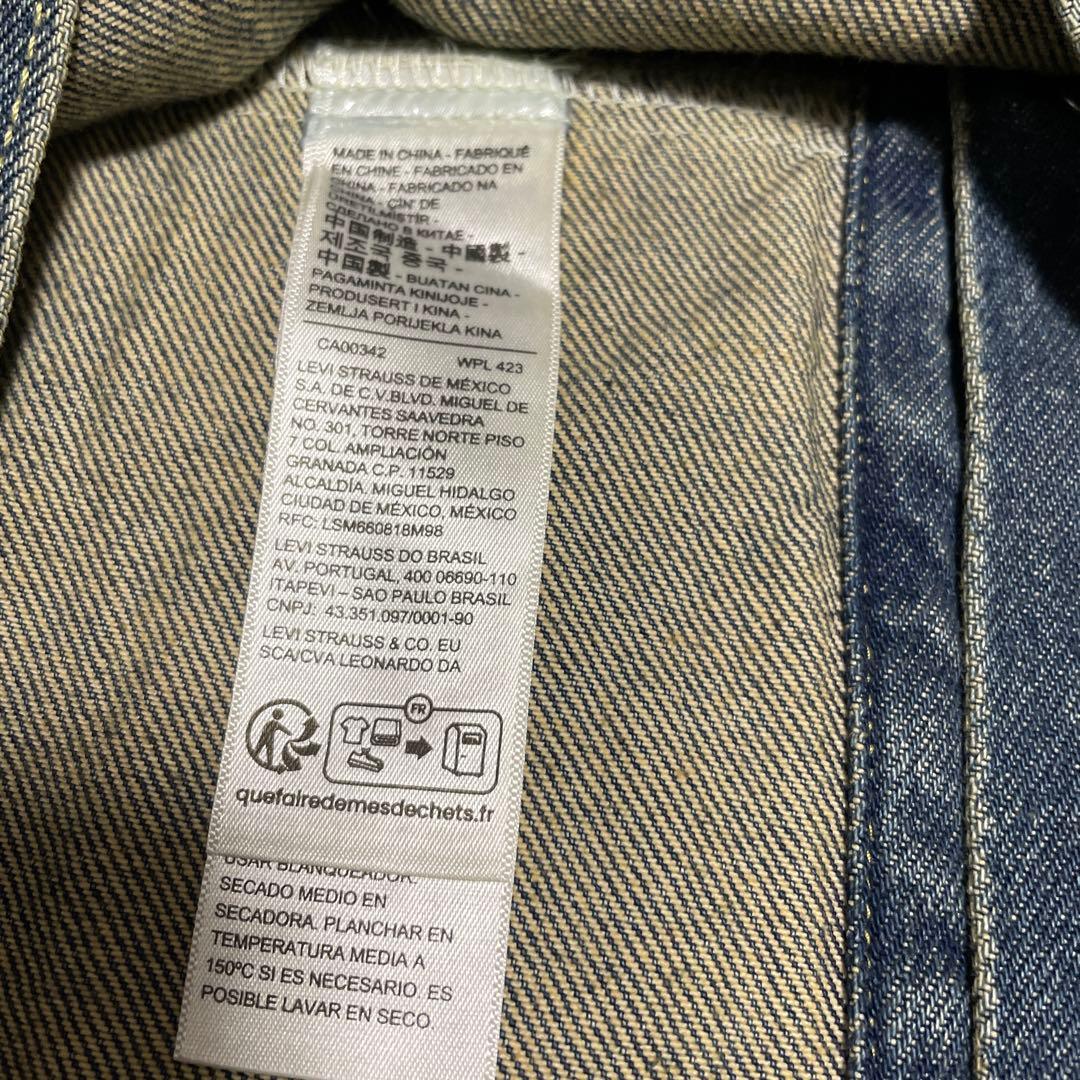 MADE IN CHINA - FABRIQUÉ
EN CHINE - FABRICADO EN
CHINA - FABRICADO NA
CHINA - ÇIN' DE
ÜRETILMISTIR -
СДЕЛАНО В КИТАЕ -
中国制造 - 中國製 -
제조국 중국 -
中国製 - BUATAN CINA -
PAGAMINTA KINIJOJE -
PRODUSERT I KINA -
ZEMLJA PORIJEKLA KINA
CA00342 WPL 423
LEVI STRAUSS DE MÉXICO
S.A. DE C.V.BLVD. MIGUEL DE
CERVANTES SAAVEDRA
NO. 301, TORRE NORTE PISO
7 COL. AMPLIACIÓN
GRANADA C.P. 11529
ALCALDÍA. MIGUEL HIDALGO
CIUDAD DE MÉXICO, MÉXICO
RFC: LSM660818M98
LEVI STRAUSS DO BRASIL
AV. PORTUGAL, 400 06690-110
ITAPEVI – SAO PAULO BRASIL
CNPJ: 43.351.097/0001-90
LEVI STRAUSS & CO. EU
SCA/CVA LEONARDO DA
FR
quefairedemesdechets.fr
USAR BLANQUEADOR.
SECADO MEDIO EN
SECADORA. PLANCHAR EN
TEMPERATURA MEDIA A
150ºC SI ES NECESARIO. ES
POSIBLE LAVAR EN SECO.